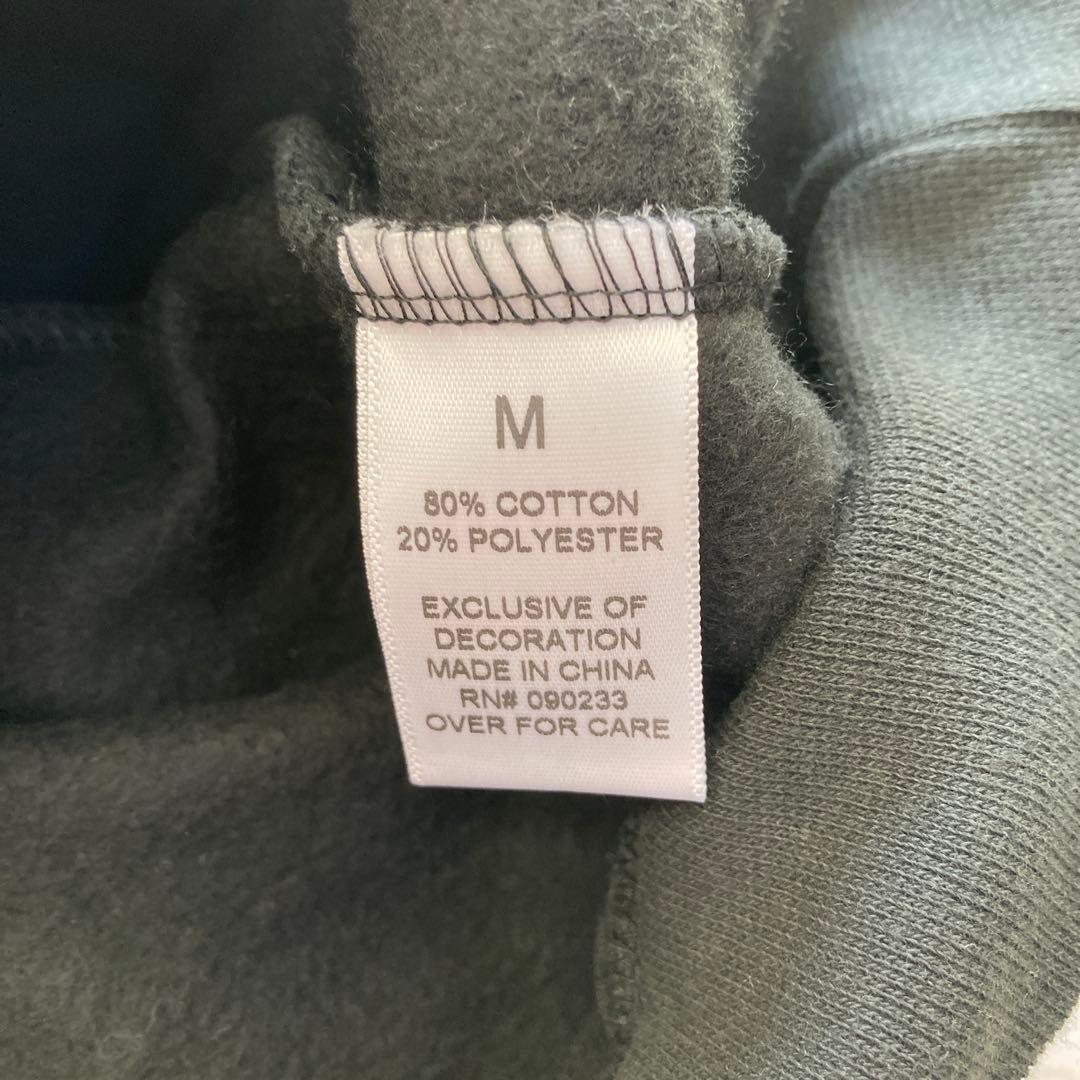 M
80% COTTON
20% POLYESTER
EXCLUSIVE OF
DECORATION
MADE IN CHINA
RN# 090233
OVER FOR CARE